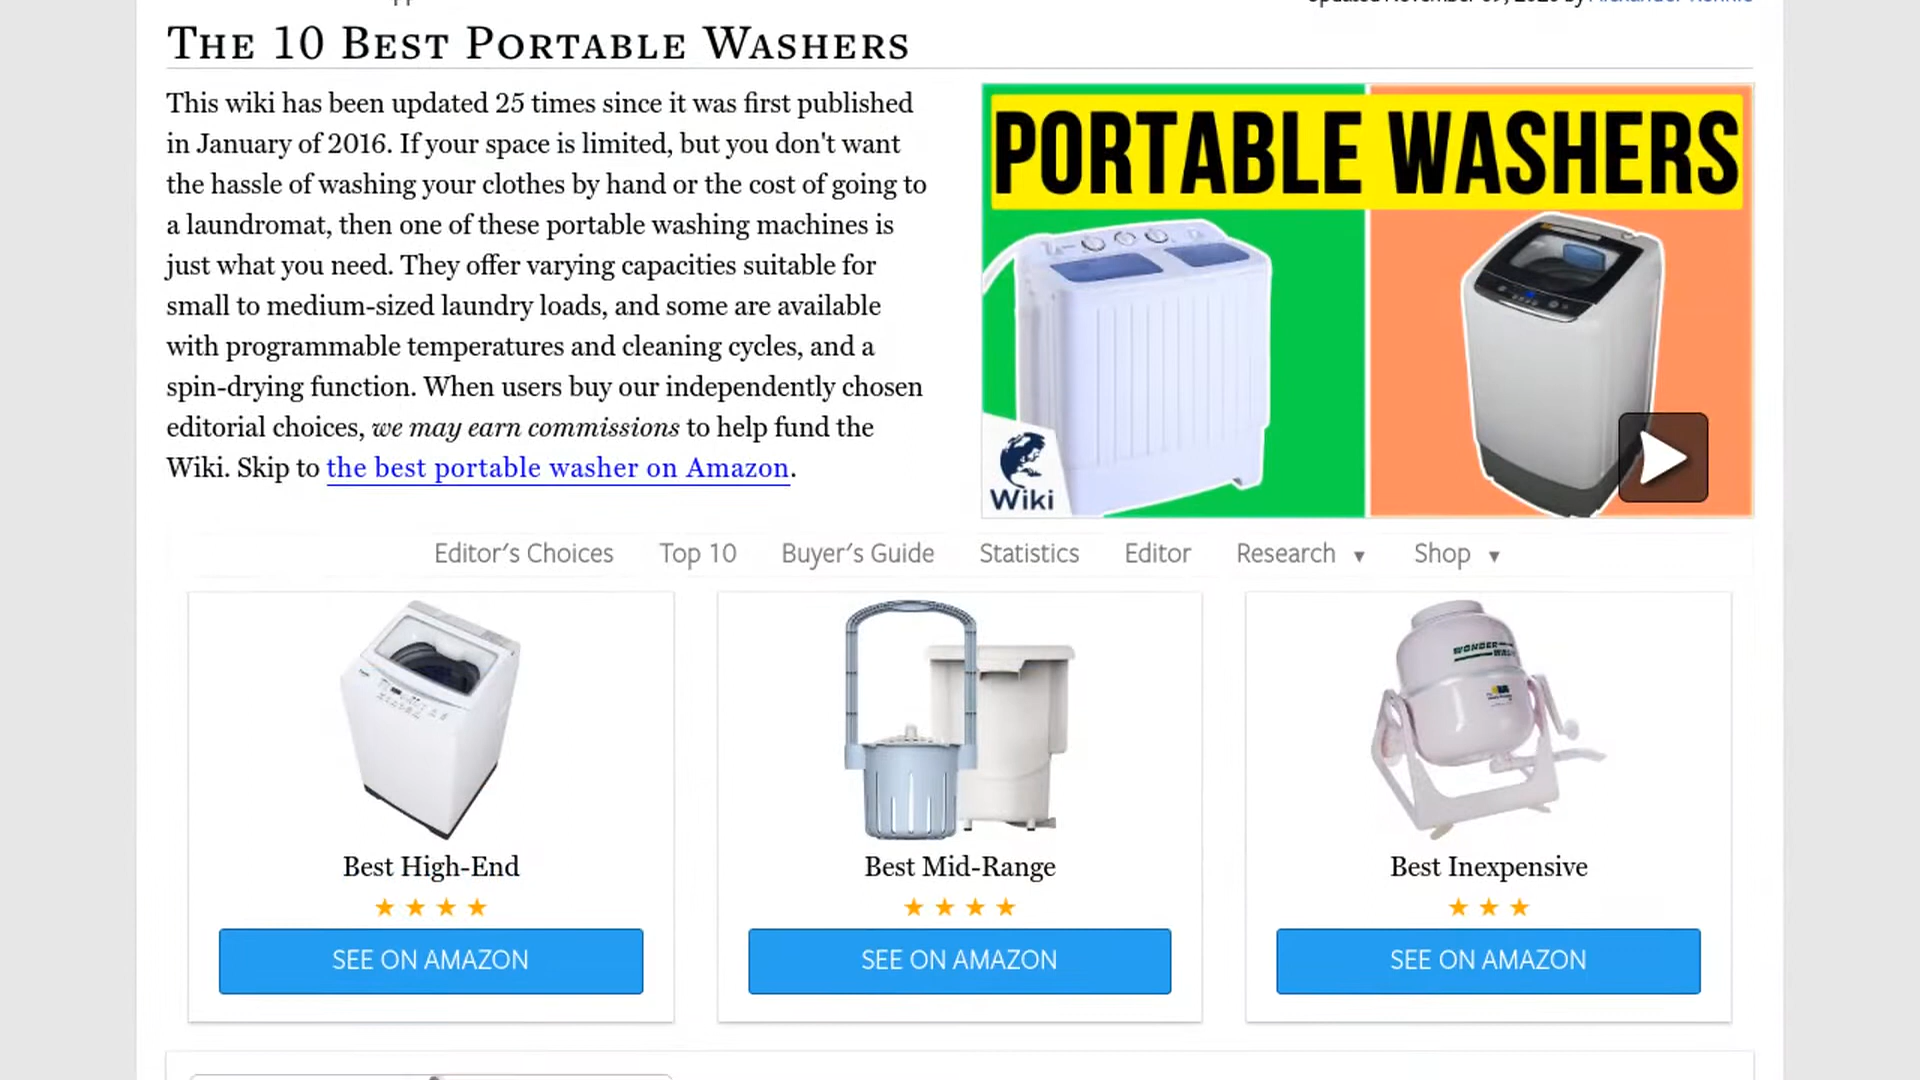 THE 10 BEST PORTABLE WASHERS
This wiki has been updated 25 times since it was first published
in January of 2016. If your space is limited, but you don't want
the hassle of washing your clothes by hand or the cost of going to
a laundromat, then one of these portable washing machines is
just what you need. They offer varying capacities suitable for
small to medium-sized laundry loads, and some are available
with programmable temperatures and cleaning cycles, and a
spin-drying function. When users buy our independently chosen
editorial choices, we may earn commissions to help fund the
Wiki. Skip to the best portable washer on Amazon.
PORTABLE WASHERS
Wiki
Editor's Choices Top 10 Buyer's Guide Statistics Editor Research ▼ Shop ▼
WONDER
Best High-End
Best Mid-Range
Best Inexpensive
SEE ON AMAZON
SEE ON AMAZON
SEE ON AMAZON